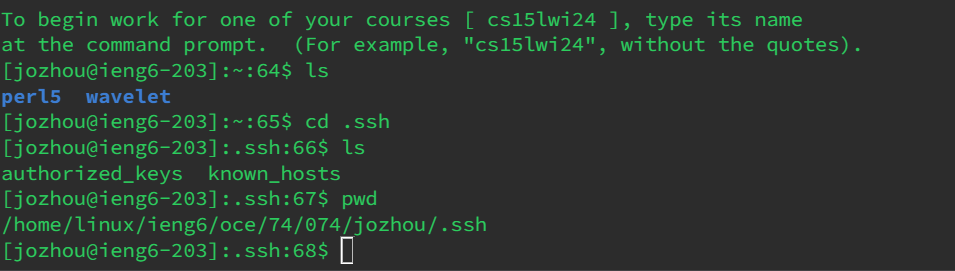 To begin work for one of your courses [ cs15lwi24 ], type its name
at the command prompt.  (For example, "cs15lwi24", without the quotes).
[jozhou@ieng6-203]:~:64$ ls
perl5  wavelet
[jozhou@ieng6-203]:~:65$ cd .ssh
[jozhou@ieng6-203]:.ssh:66$ ls
authorized_keys  known_hosts
[jozhou@ieng6-203]:.ssh:67$ pwd
/home/linux/ieng6/oce/74/074/jozhou/.ssh
[jozhou@ieng6-203]:.ssh:68$